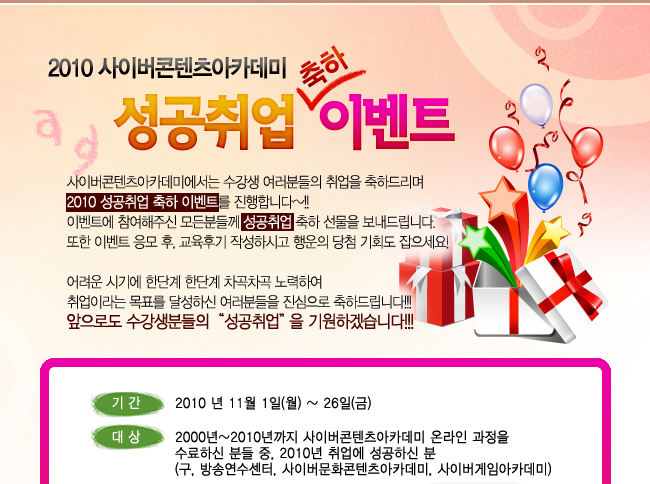 2010 사이버콘텐츠아카데미
축하
성공취업 이벤트
사이버콘텐츠아카데미에서는 수강생 여러분들의 취업을 축하드리며
2010 성공취업 축하 이벤트를 진행합니다~!!
이벤트에 참여해주신 모든분들께 성공취업 축하 선물을 보내드립니다.
또한 이벤트 응모 후, 교육후기 작성하시고 행운의 당첨 기회도 잡으세요!
어려운 시기에 한단계 한단계 차곡차곡 노력하여
취업이라는 목표를 달성하신 여러분들을 진심으로 축하드립니다!!!
앞으로도 수강생분들의 “성공취업” 을 기원하겠습니다!!!
기 간 2010 년 11월 1일(월) ~ 26일(금)
대 상 2000년~2010년까지 사이버콘텐츠아카데미 온라인 과정을
수료하신 분들 중, 2010년 취업에 성공하신 분
(구, 방송연수센터, 사이버문화콘텐츠아카데미, 사이버게임아카데미)